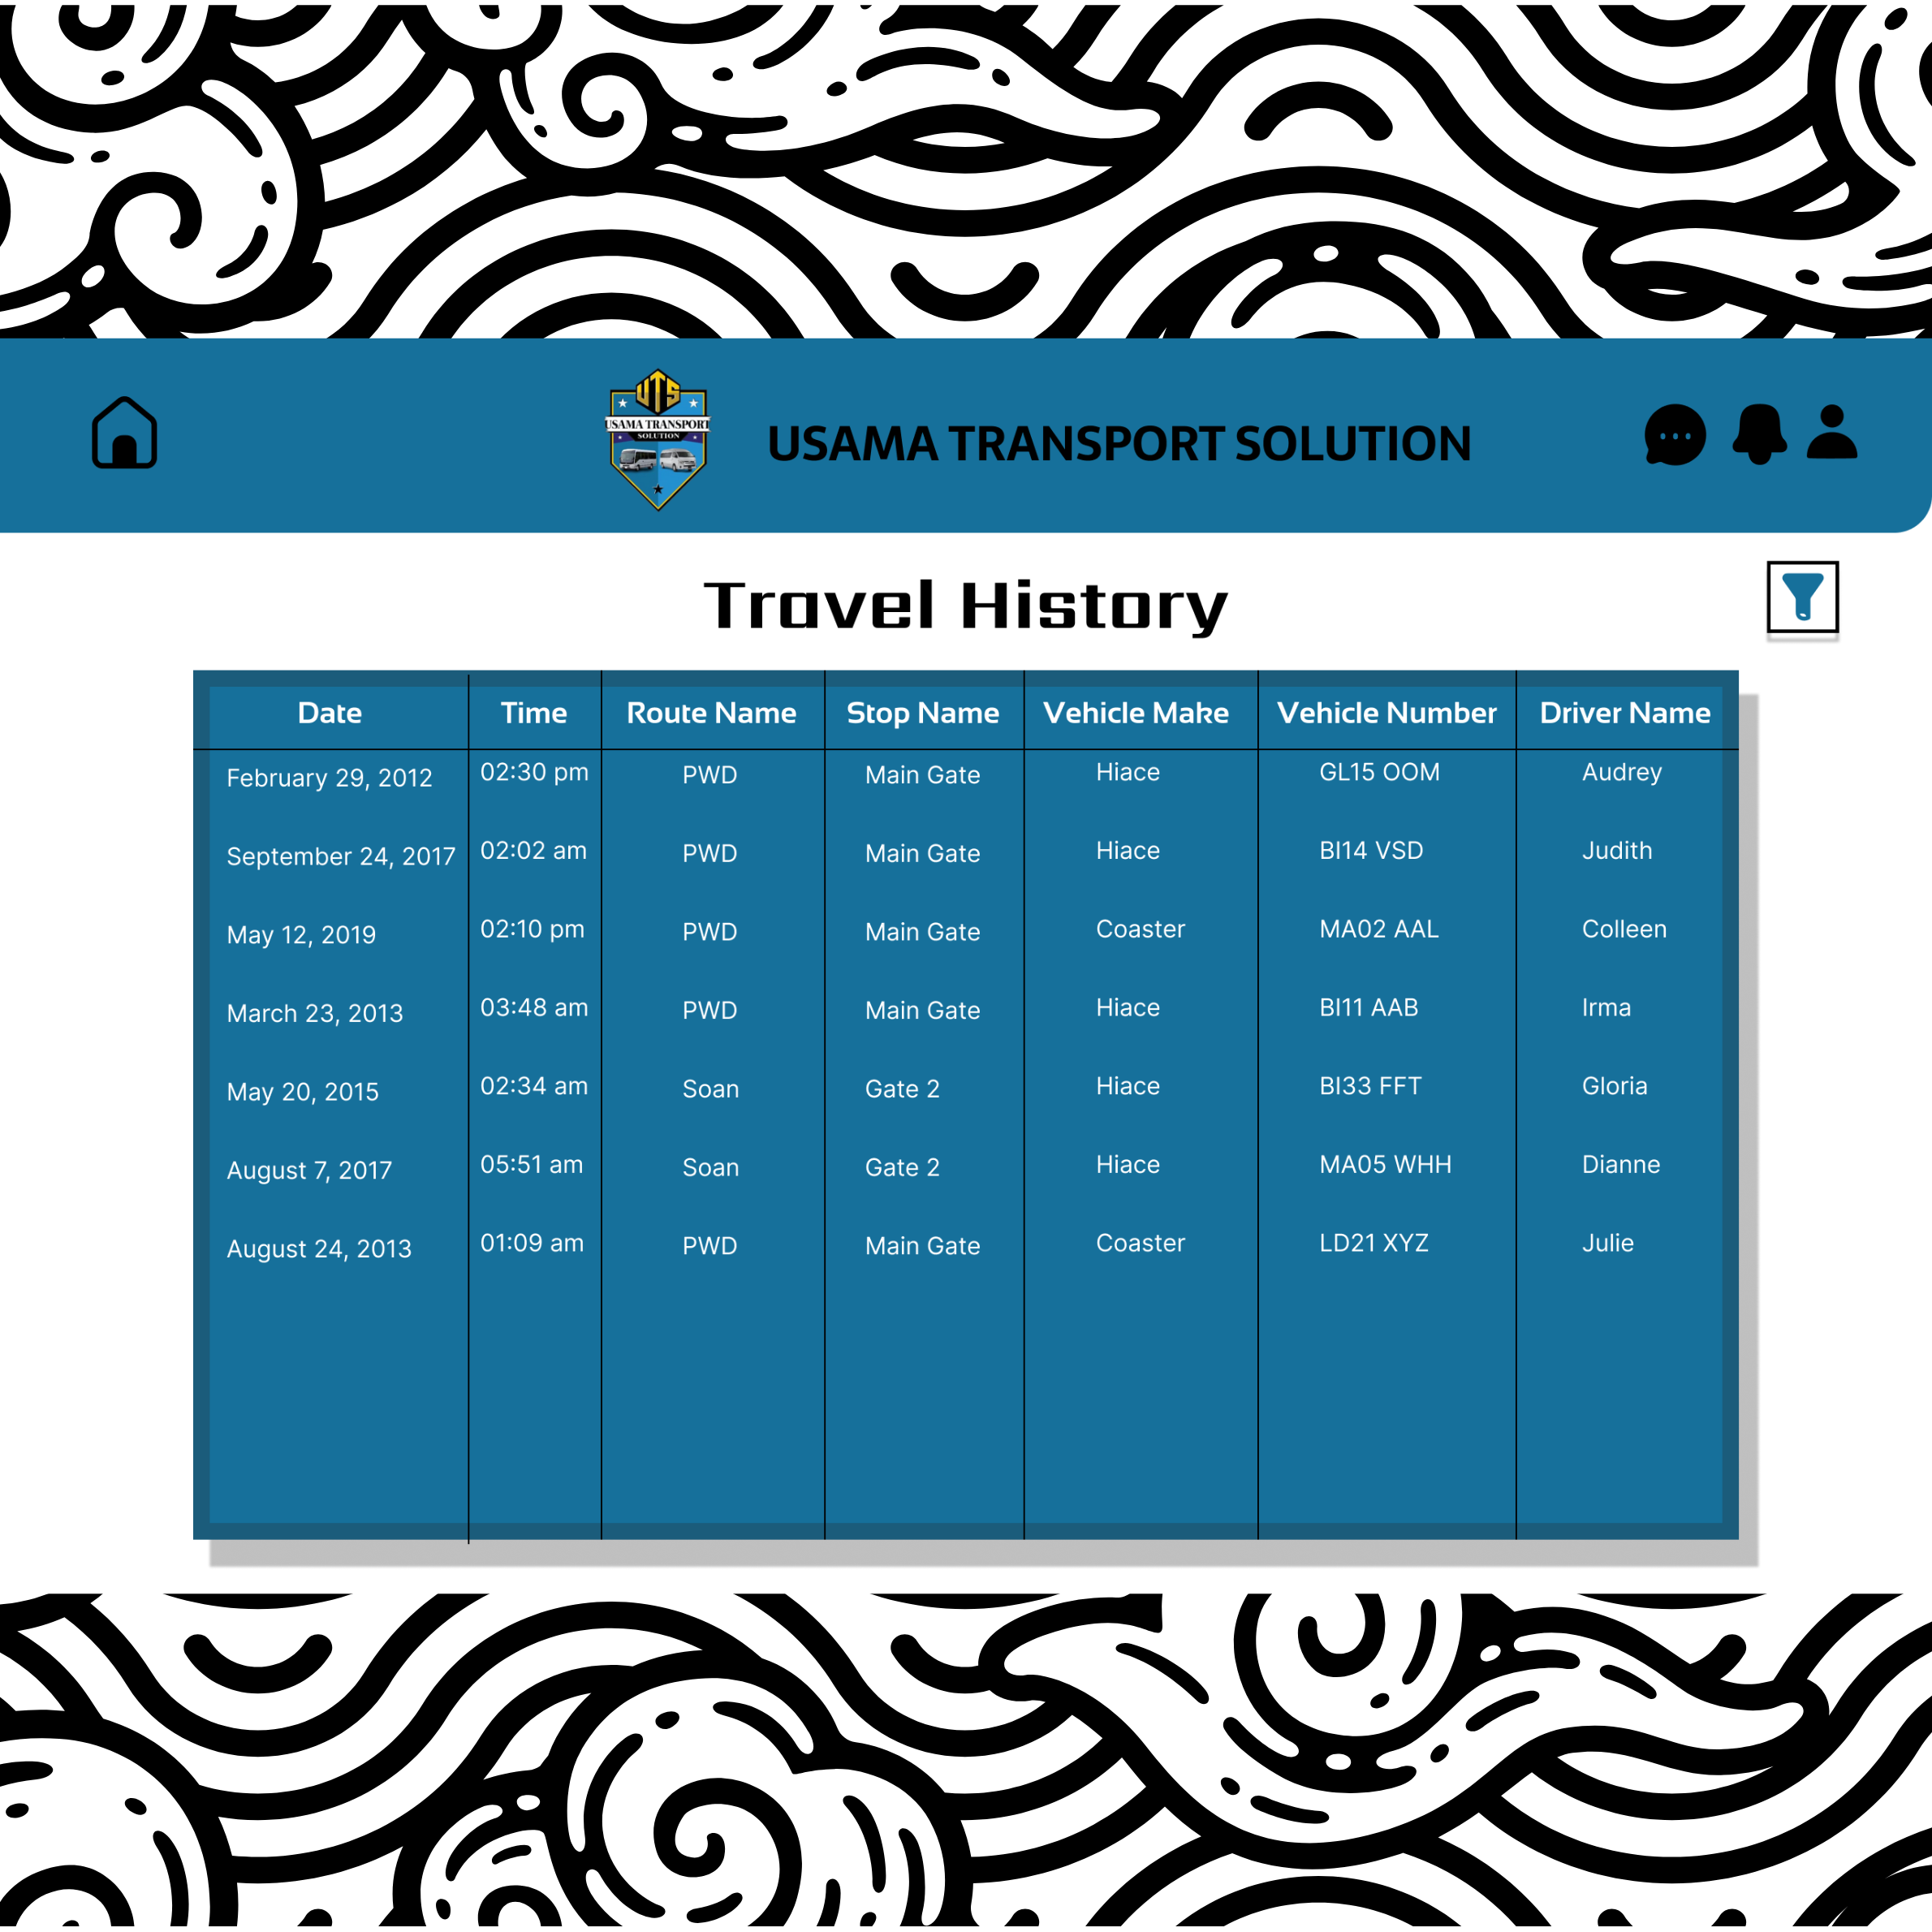 UTS
USAMA TRANSPORT
SOLUTION
USAMA TRANSPORT SOLUTION
Travel History
Date Time Route Name Stop Name Vehicle Make Vehicle Number Driver Name
February 29, 2012 02:30 pm PWD Main Gate Hiace GL15 OOM Audrey
September 24, 2017 02:02 am PWD Main Gate Hiace BI14 VSD Judith
May 12, 2019 02:10 pm PWD Main Gate Coaster MA02 AAL Colleen
March 23, 2013 03:48 am PWD Main Gate Hiace BI11 AAB Irma
May 20, 2015 02:34 am Soan Gate 2 Hiace BI33 FFT Gloria
August 7, 2017 05:51 am Soan Gate 2 Hiace MA05 WHH Dianne
August 24, 2013 01:09 am PWD Main Gate Coaster LD21 XYZ Julie